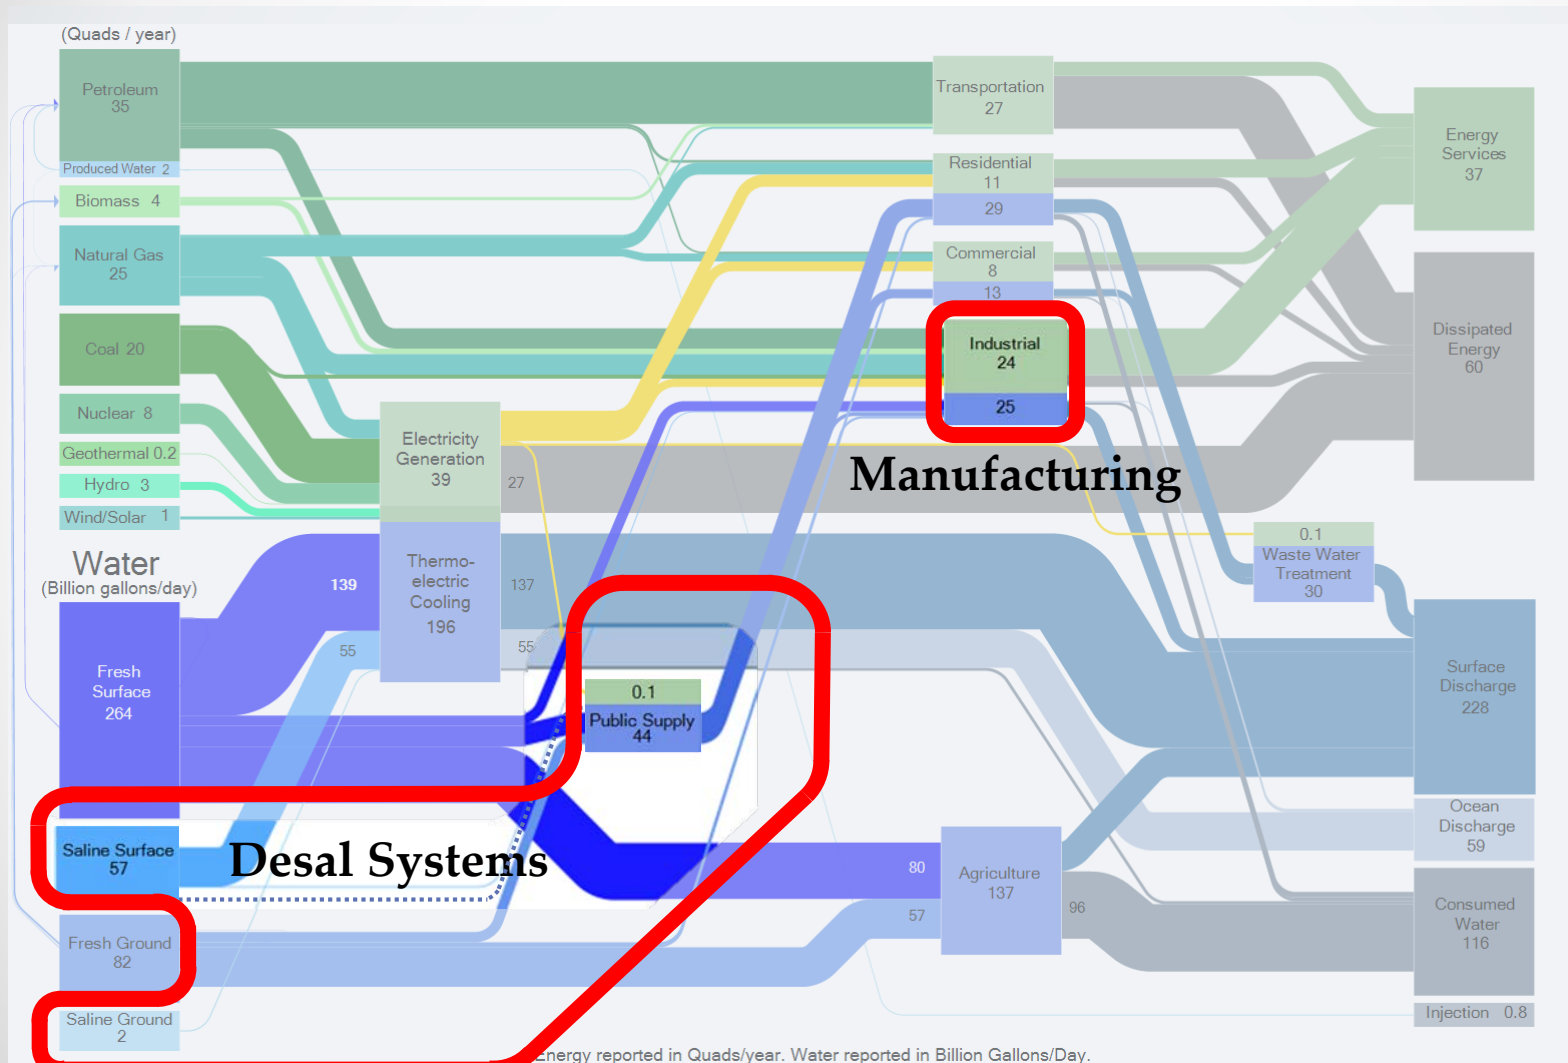 (Quads / year)
Petroleum
35
Produced Water 2
Biomass 4
Natural Gas
25
Coal 20
Nuclear 8
Geothermal 0.2
Hydro 3
Wind/Solar 1
Water
(Billion gallons/day)
Fresh
Surface
264
Saline Surface
57
Fresh Ground
82
Saline Ground
2
Electricity
Generation
39
27
Thermo-
electric
Cooling
196
139
55
137
55
0.1
Public Supply
44
Desal Systems
Transportation
27
Residential
11
29
Commercial
8
13
Industrial
24
25
Manufacturing
80
57
Agriculture
137
96
0.1
Waste Water
Treatment
30
Energy
Services
37
Dissipated
Energy
60
Surface
Discharge
228
Ocean
Discharge
59
Consumed
Water
116
Injection 0.8
Energy reported in Quads/year. Water reported in Billion Gallons/Day.